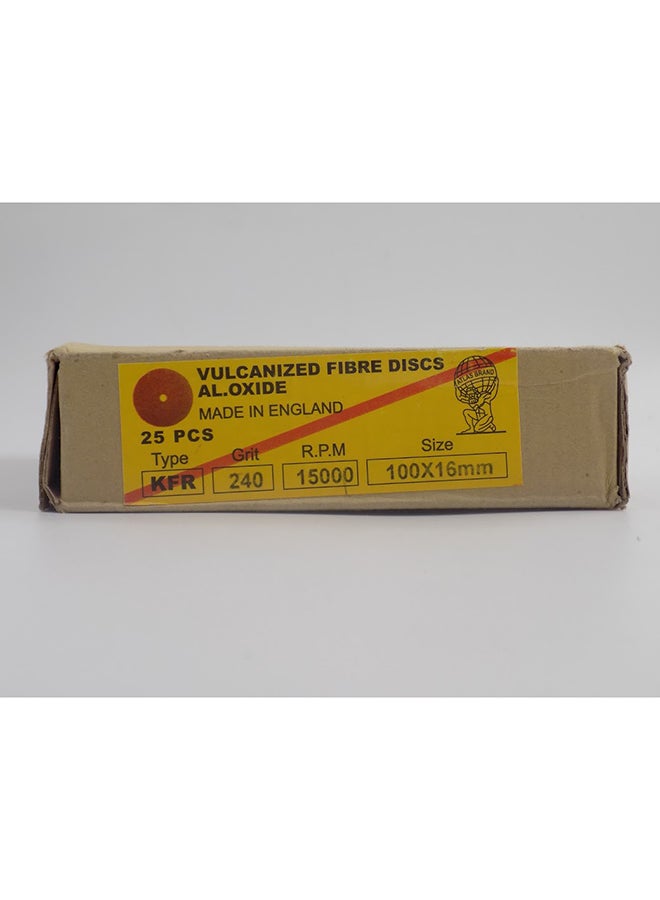 VULCANIZED FIBRE DISCS
AL.OXIDE
MADE IN ENGLAND
ATLAS BRAND
25 PCS
Type Grit R.P.M Size
KFR 240 15000 100X16mm